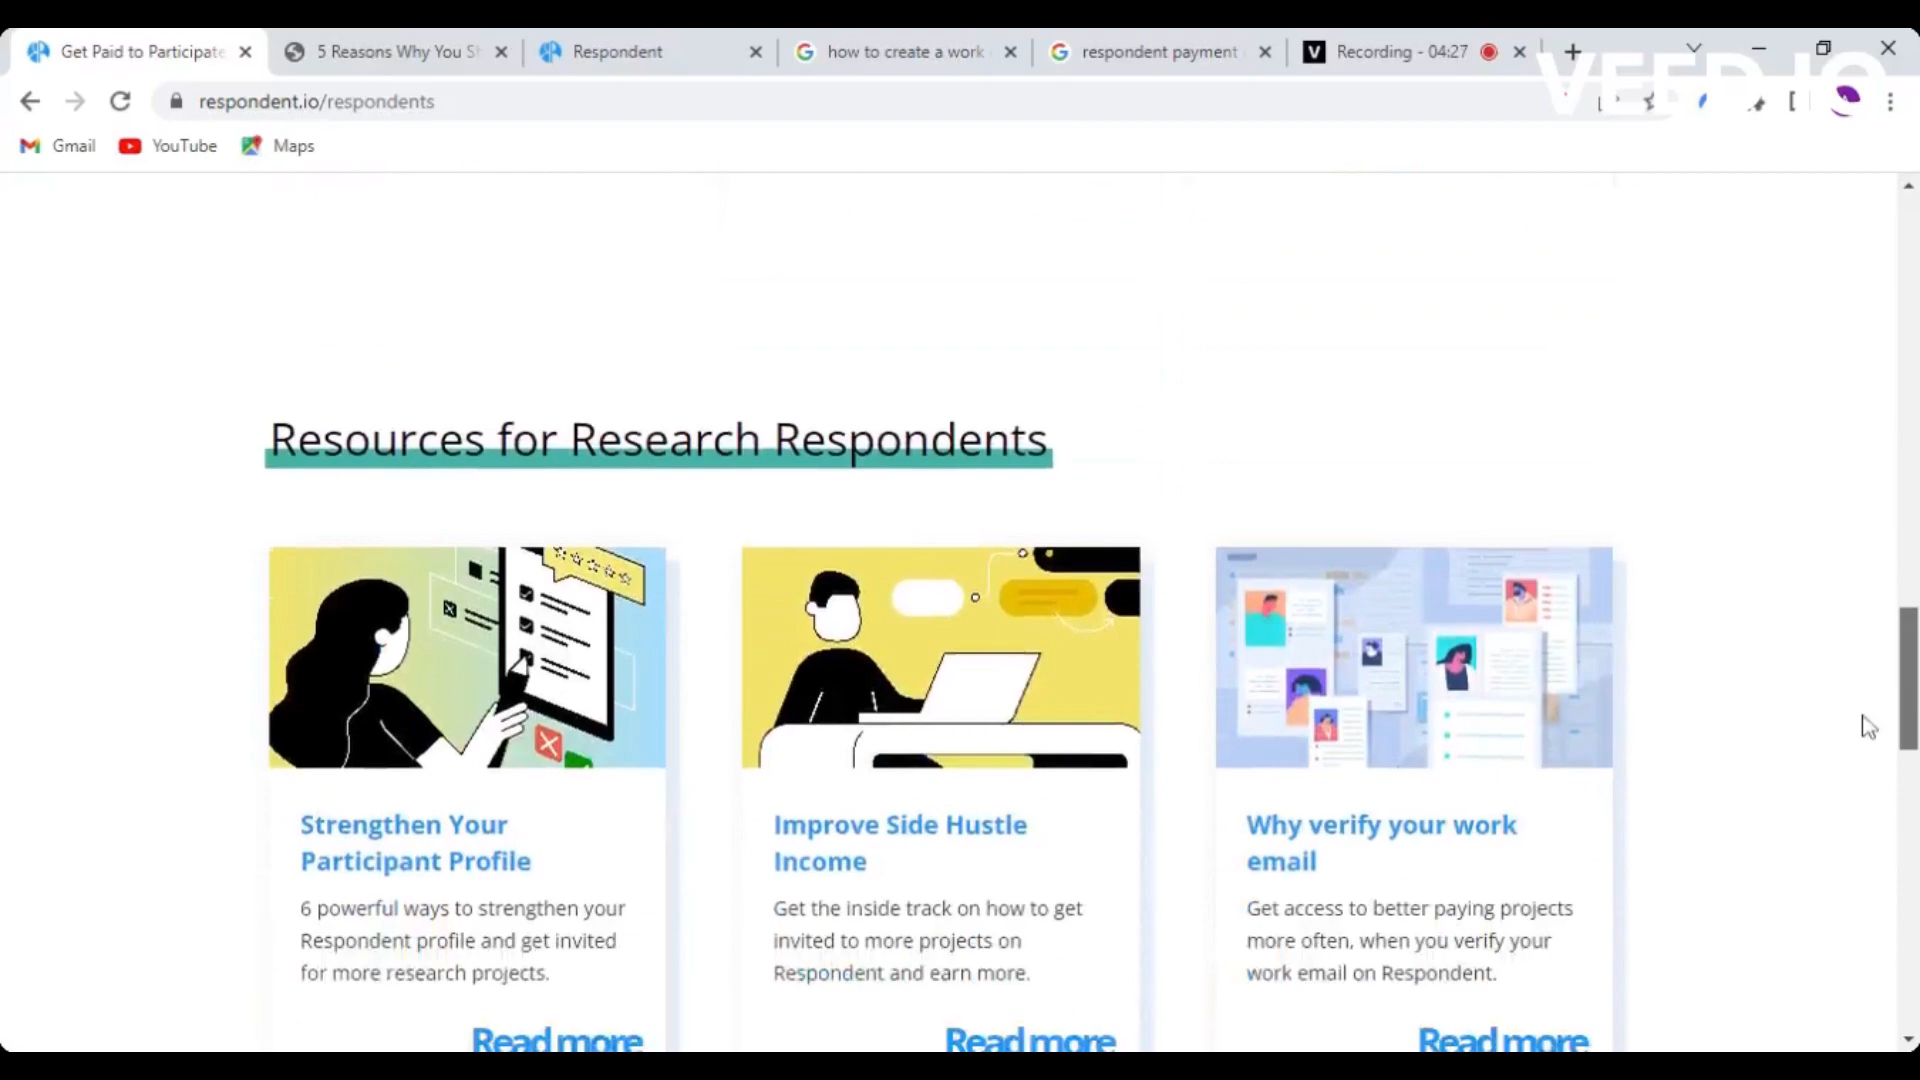 Get Paid to Participate
5 Reasons Why You Sh
Respondent
how to create a work
respondent payment
Recording - 04:27
VEED.IO
respondent.io/respondents
Gmail
YouTube
Maps
Resources for Research Respondents
Strengthen Your
Participant Profile
6 powerful ways to strengthen your
Respondent profile and get invited
for more research projects.
Read more
Improve Side Hustle
Income
Get the inside track on how to get
invited to more projects on
Respondent and earn more.
Read more
Why verify your work
email
Get access to better paying projects
more often, when you verify your
work email on Respondent.
Read more